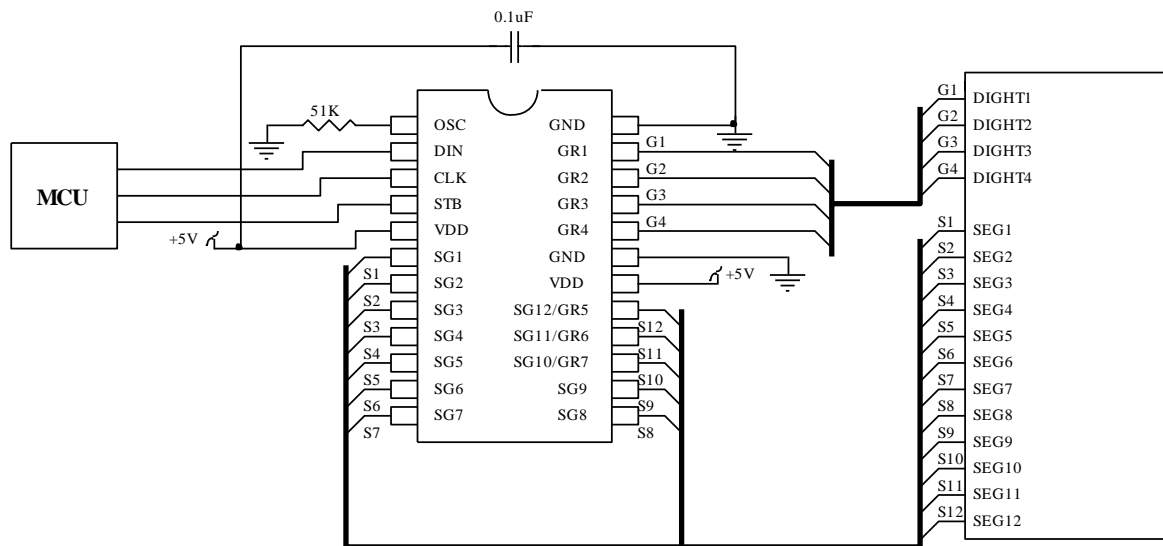 0.1uF
51K
MCU
+5V
OSC
DIN
CLK
STB
VDD
SG1
SG2
SG3
SG4
SG5
SG6
SG7
S1
S2
S3
S4
S5
S6
S7
GND
GR1
GR2
GR3
GR4
GND
VDD
SG12/GR5
SG11/GR6
SG10/GR7
SG9
SG8
G1
G2
G3
G4
+5V
S12
S11
S10
S9
S8
G1 DIGHT1
G2 DIGHT2
G3 DIGHT3
G4 DIGHT4
S1 SEG1
S2 SEG2
S3 SEG3
S4 SEG4
S5 SEG5
S6 SEG6
S7 SEG7
S8 SEG8
S9 SEG9
S10 SEG10
S11 SEG11
S12 SEG12